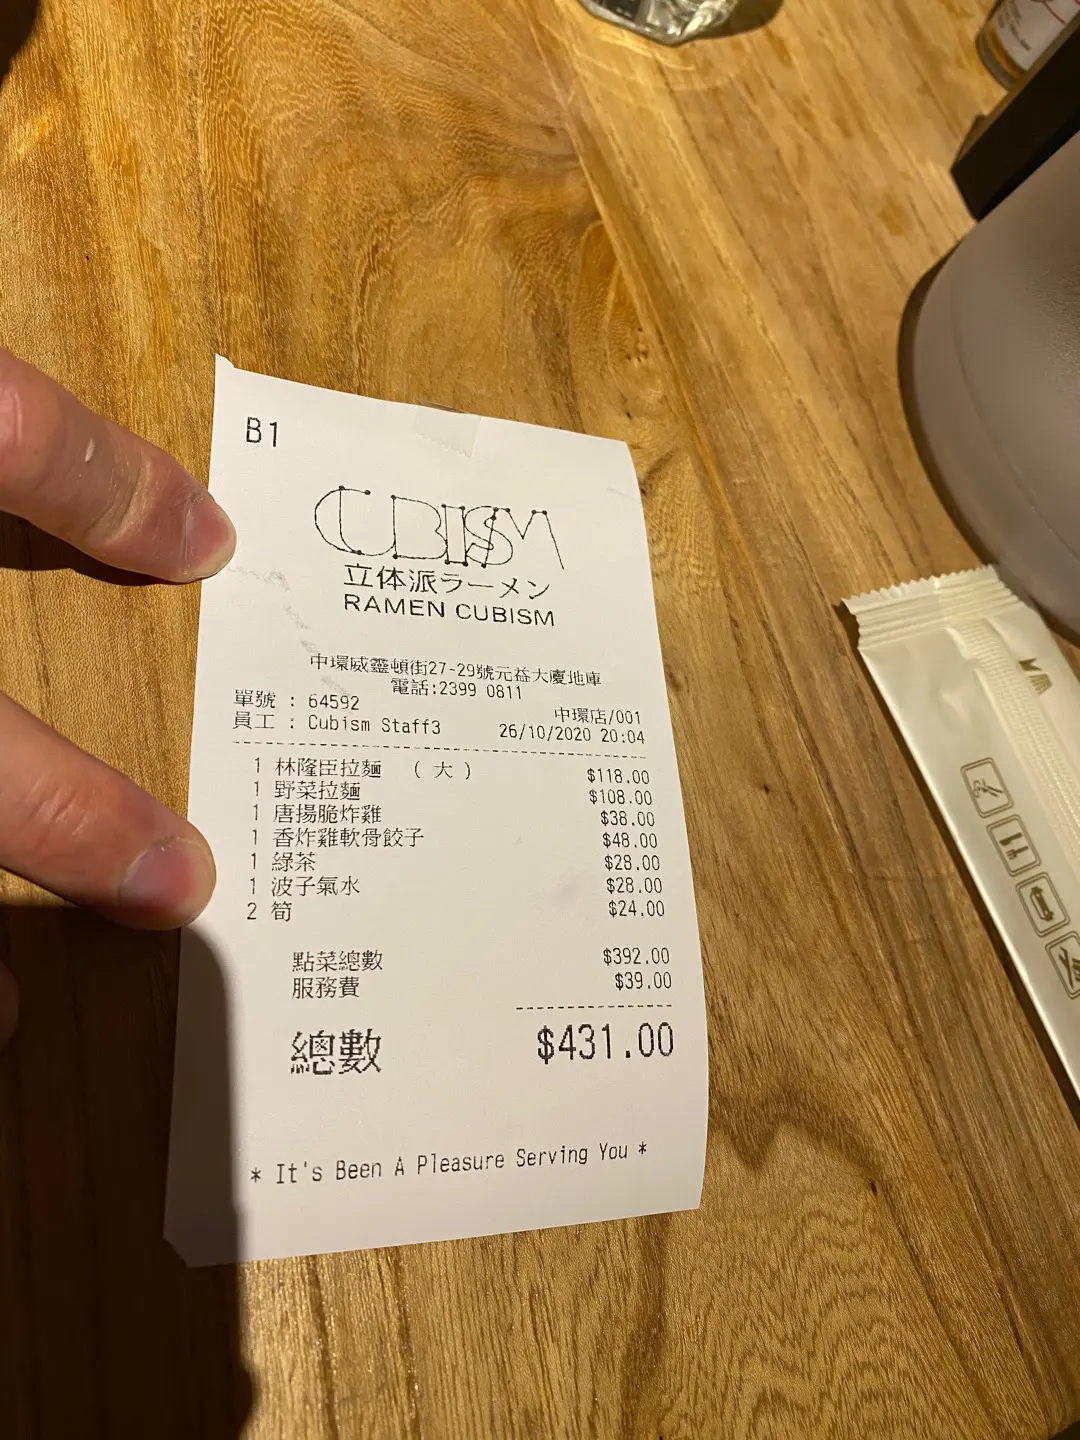 B1
CUBISM
立体派ラーメン
RAMEN CUBISM
中環威靈頓街27-29號元益大廈地庫
電話:2399 0811
單號 : 64592
中環店/001
員工 : Cubism Staff3
26/10/2020 20:04
1 林隆臣拉麵 ( 大 ) $118.00
1 野菜拉麵 $108.00
1 唐揚脆炸雞 $38.00
1 香炸雞軟骨餃子 $48.00
1 綠茶 $28.00
1 波子氣水 $28.00
2 筍 $24.00
點菜總數 $392.00
服務費 $39.00
總數 $431.00
* It's Been A Pleasure Serving You *